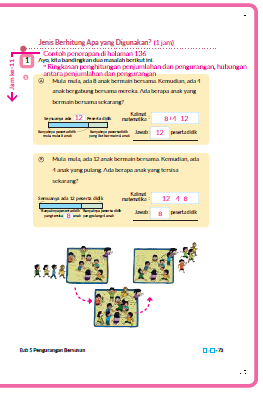 Jenis Berhitung Apa yang Digunakan? (1 jam)
Contoh penerapan di halaman 136
1 Ayo, kita bandingkan dua masalah berikut ini.
* Ringkasan penghitungan penjumlahan dan pengurangan, hubungan
antara penjumlahan dan pengurangan
Jam ke-11
A Mula mula, ada 8 anak bermain bersama. Kemudian, ada 4
anak bergabung bersama mereka. Ada berapa anak yang
bermain bersama sekarang?
Semuanya ada 12 Peserta didik
Kalimat
matematika : 8+4 12
Banyaknya peserta didik
mula mula 8 anak
Banyaknya peserta didik
yang ikut bermain 4 anak
Jawab: 12 peserta didik
B Mula mula, ada 12 anak bermain bersama. Kemudian, ada
4 anak yang pulang. Ada berapa anak yang tersisa
sekarang?
Semuanya ada 12 peserta didik
Kalimat
matematika : 12 4 8
Banyaknya peserta didik
yang tersisa 8 anak
Banyaknya peserta didik
yang pulang 4 anak
Jawab: 8 peserta didik
Bab 5 Pengurangan Bersusun
73